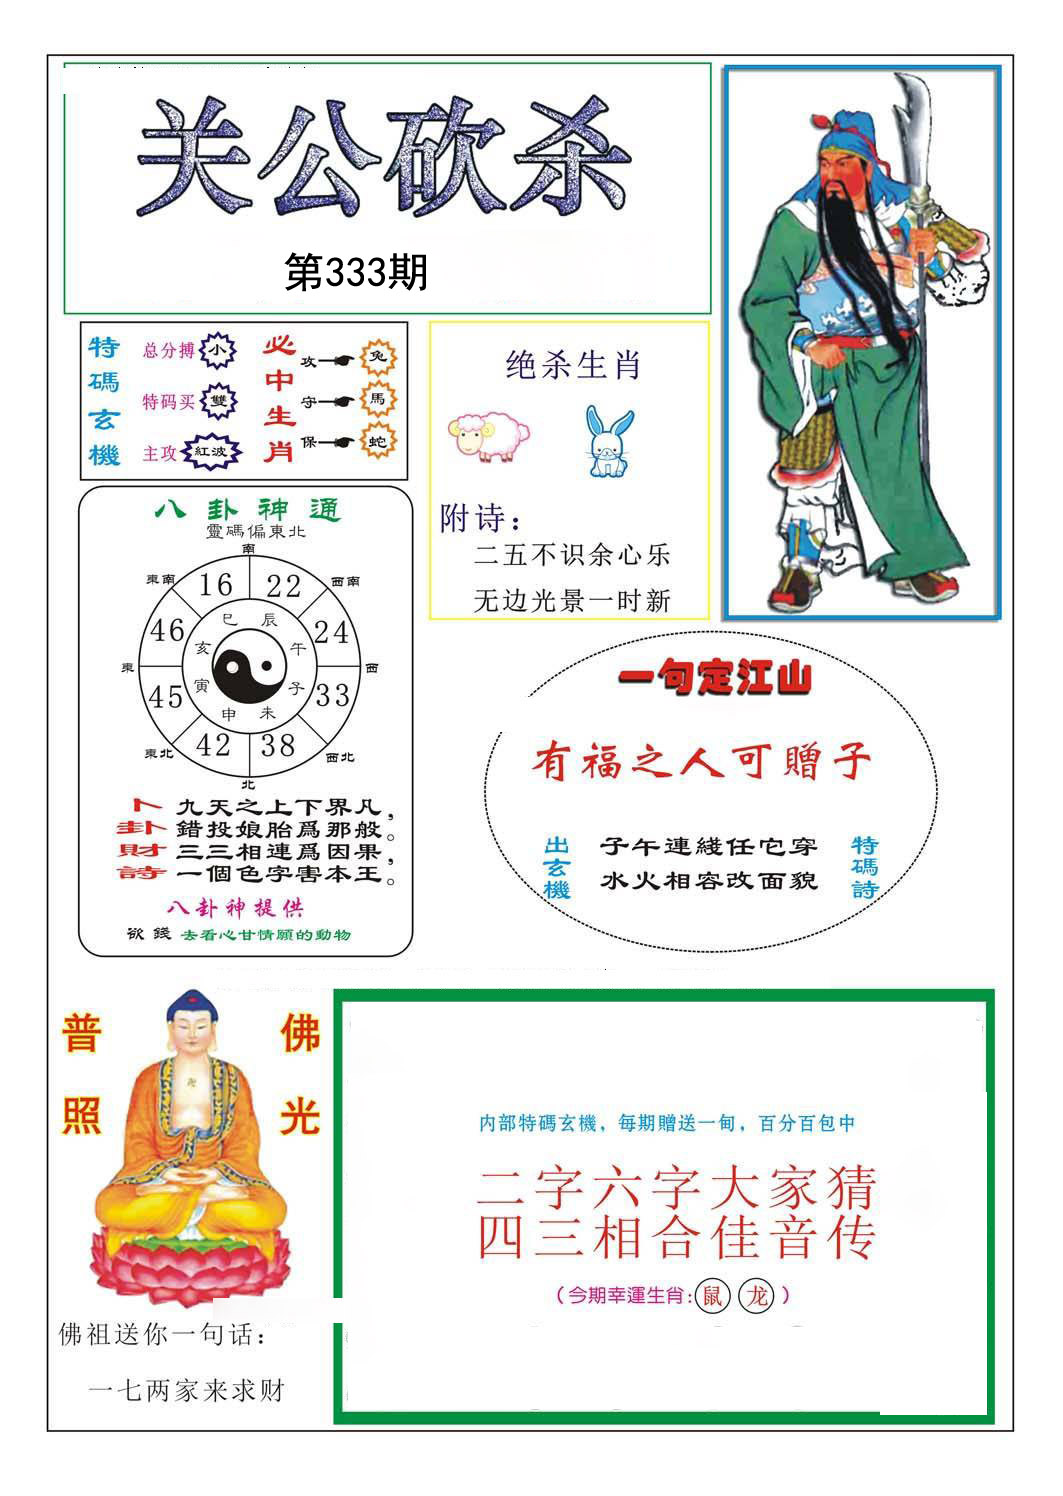 关公砍杀
第333期
特碼玄機
总分搏 小
特码买 雙
主攻 紅波
必中生肖
攻 兔
守 馬
保 蛇
绝杀生肖
附诗：
二五不识余心乐
无边光景一时新
八卦神通
靈碼偏東北
南
東南 16 22 西南
巳 辰
46 亥 午 24
東 西
45 寅 子 33
申 未
東北 42 38 西北
北
卜卦財詩
九天之上下界凡，
錯投娘胎爲那般。
三三相連爲因果，
一個色字害本王。
八卦神提供
欲錢 去看心甘情願的動物
一句定江山
有福之人可贈子
出玄機
子午連綫任它穿
水火相容改面貌
特碼詩
普照
佛光
佛祖送你一句话：
一七两家来求财
内部特碼玄機，每期贈送一甸，百分百包中
二字六字大家猜
四三相合佳音传
（今期幸運生肖：鼠 龙）